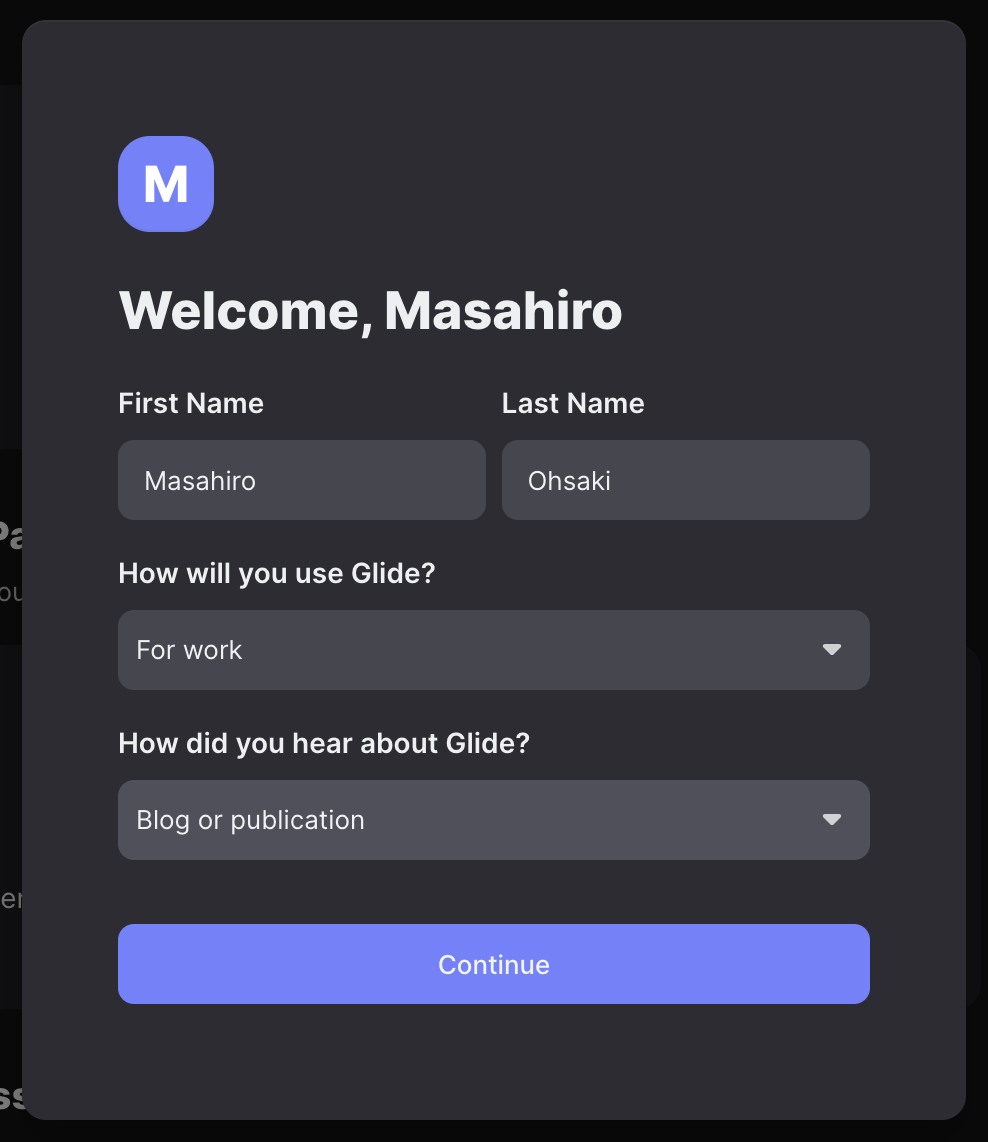 M
Welcome, Masahiro
First Name
Last Name
Masahiro
Ohsaki
How will you use Glide?
For work
How did you hear about Glide?
Blog or publication
Continue